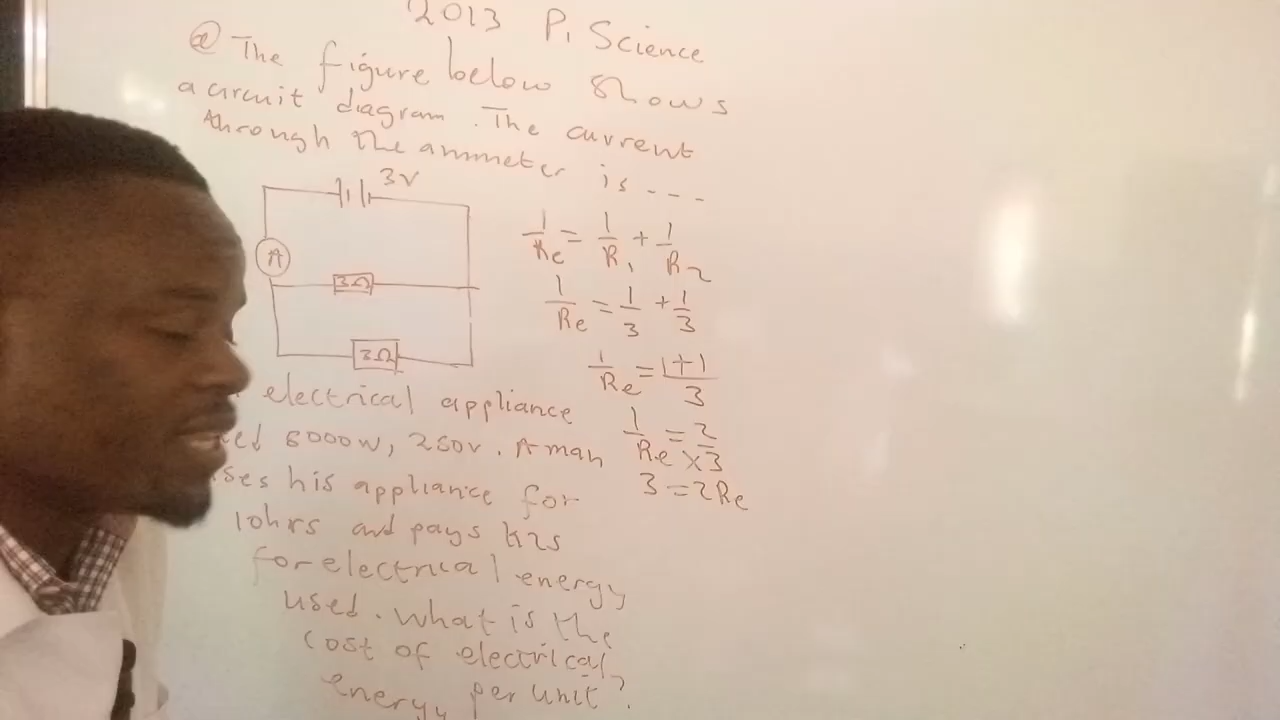 2013 P1 Science
@ The figure below shows
a circuit diagram. The current
through the ammeter is ---
3V
A
3Ω
3Ω
1/Re = 1/R1 + 1/R2
1/Re = 1/3 + 1/3
1/Re = 1+1/3
1/Re = 2/3
×
3 = 2Re
electrical appliance
6000W, 250V. A man
his appliance for
10hrs and pays K25
for electrical energy
used. What is the
cost of electrical
energy per unit?